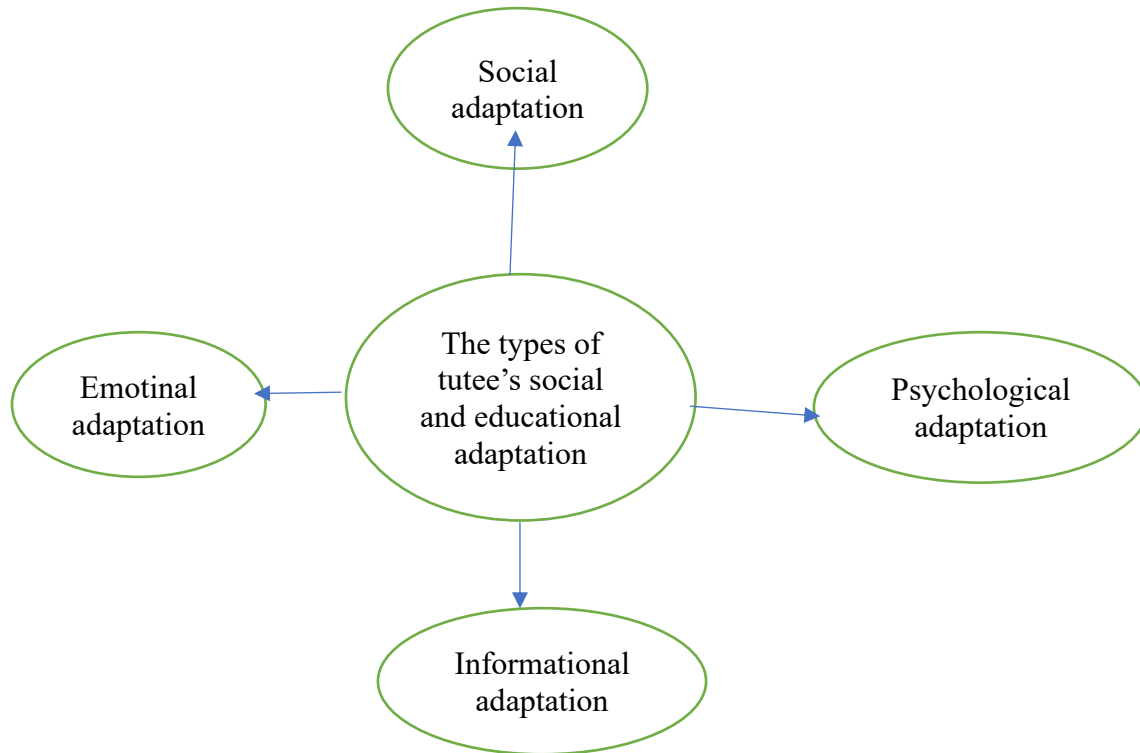 Social
adaptation
The types of
tutee’s social
and educational
adaptation
Emotinal
adaptation
Psychological
adaptation
Informational
adaptation